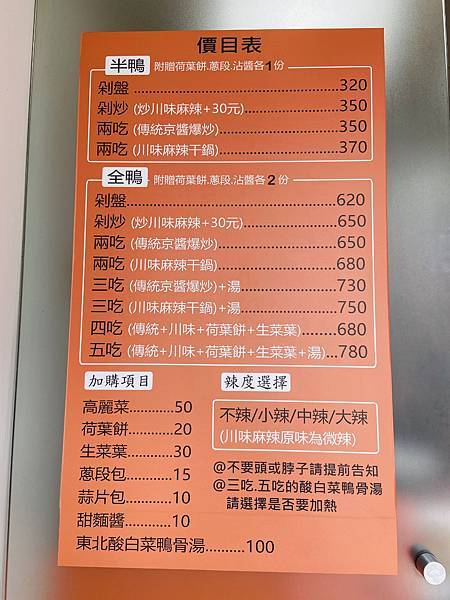 價目表
半鴨 附贈荷葉餅.蔥段.沾醬各1份
剁盤.......................................320
剁炒 (炒川味麻辣+30元)...................350
兩吃 (傳統京醬爆炒)........................350
兩吃 (川味麻辣干鍋)........................370
全鴨 附贈荷葉餅.蔥段.沾醬各2份
剁盤.......................................620
剁炒 (炒川味麻辣+30元)...................650
兩吃 (傳統京醬爆炒)........................650
兩吃 (川味麻辣干鍋)........................680
三吃 (傳統京醬爆炒)+湯...................730
三吃 (川味麻辣干鍋)+湯...................750
四吃 (傳統+川味+荷葉餅+生菜葉)........680
五吃 (傳統+川味+荷葉餅+生菜葉+湯)...780
加購項目
高麗菜...........50
荷葉餅...........20
生菜葉...........30
蔥段包...........15
蒜片包...........10
甜麵醬...........10
東北酸白菜鴨骨湯..........100
辣度選擇
不辣/小辣/中辣/大辣
(川味麻辣原味為微辣)
@不要頭或脖子請提前告知
@三吃.五吃的酸白菜鴨骨湯
請選擇是否要加熱